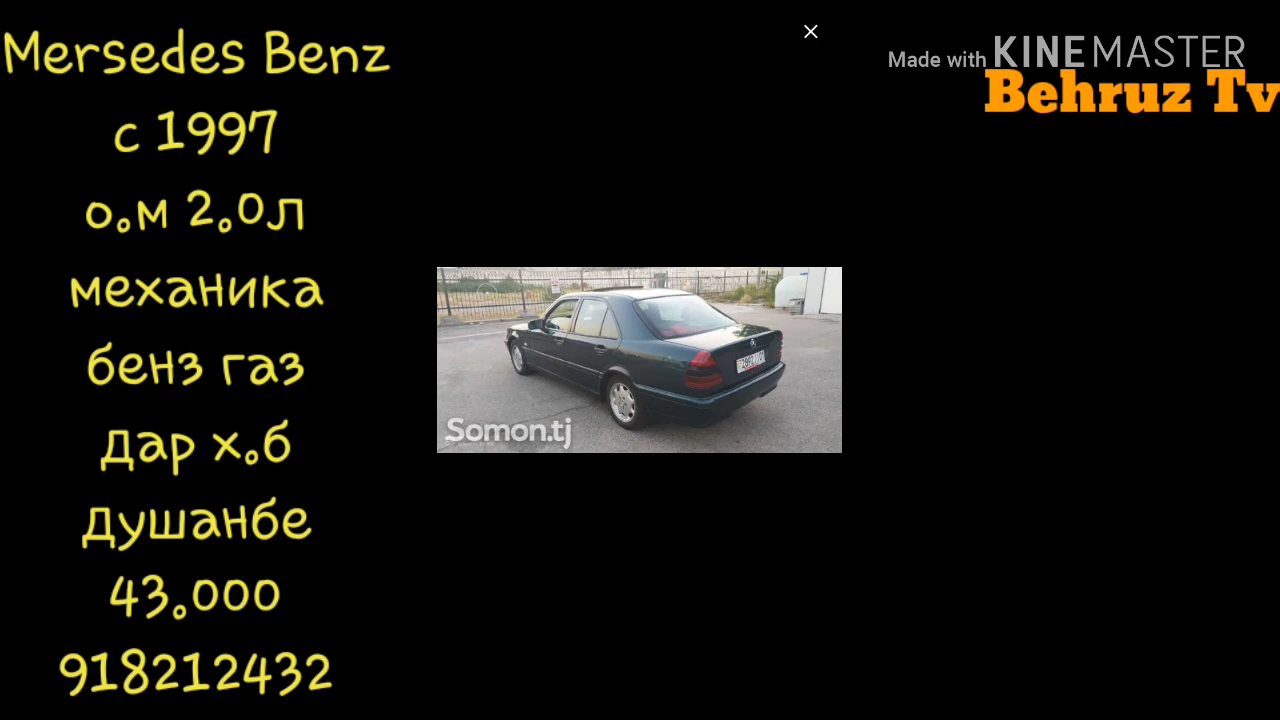 Mersedes Benz
с 1997
о.м 2.0л
механика
бенз газ
дар х.б
душанбе
43.000
918212432
Made with KINEMASTER
Behruz Tv
Somon.tj